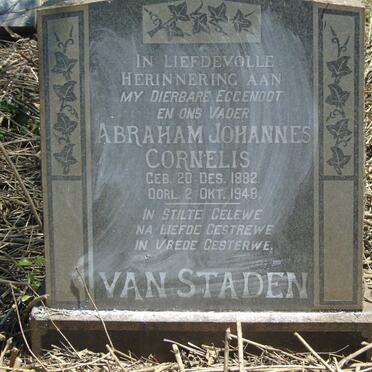 IN LIEFDEVOLLE
HERINNERING AAN
MY DIERBARE EGGENOOT
EN ONS VADER
ABRAHAM JOHANNES
CORNELIS
GEB. 20 DES. 1882
OORL. 2 OKT. 1948.
IN STILTE GELEWE
NA LIEFDE GESTREWE
IN VREDE GESTERWE.
VAN STADEN